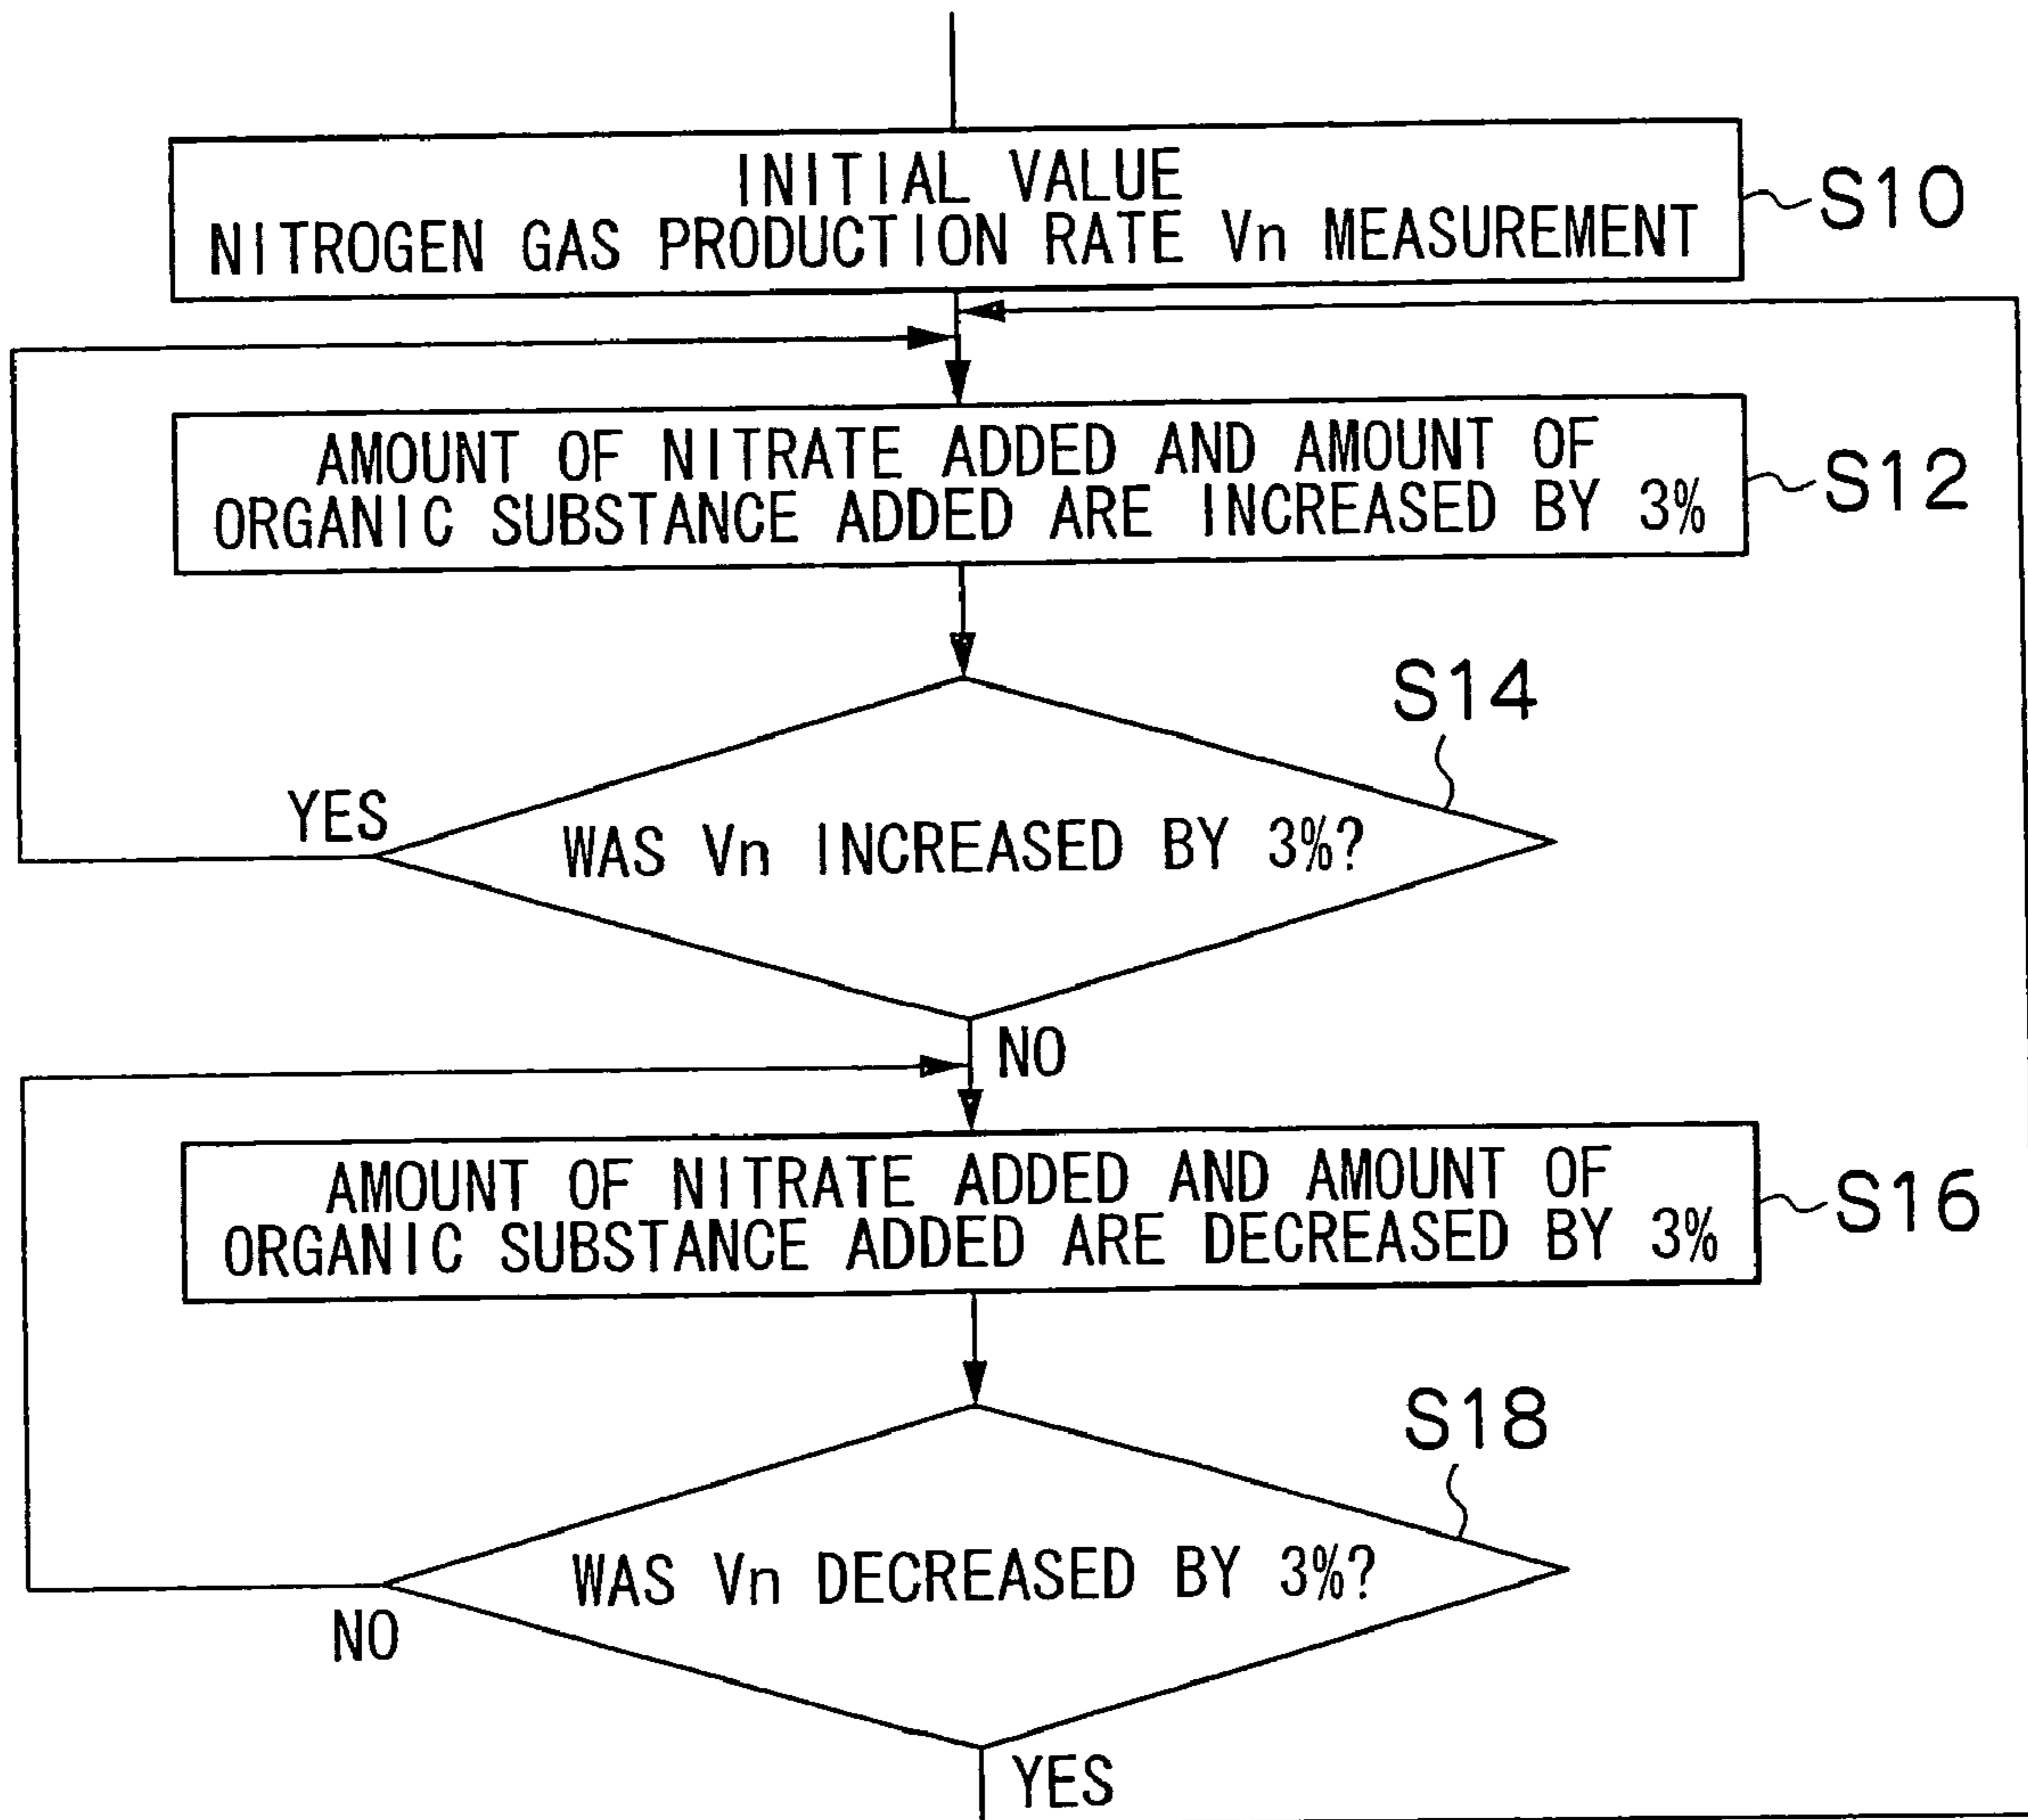 INITIAL VALUE
NITROGEN GAS PRODUCTION RATE Vn MEASUREMENT
S10
AMOUNT OF NITRATE ADDED AND AMOUNT OF
ORGANIC SUBSTANCE ADDED ARE INCREASED BY 3%
S12
S14
YES
WAS Vn INCREASED BY 3%?
NO
AMOUNT OF NITRATE ADDED AND AMOUNT OF
ORGANIC SUBSTANCE ADDED ARE DECREASED BY 3%
S16
S18
WAS Vn DECREASED BY 3%?
NO
YES